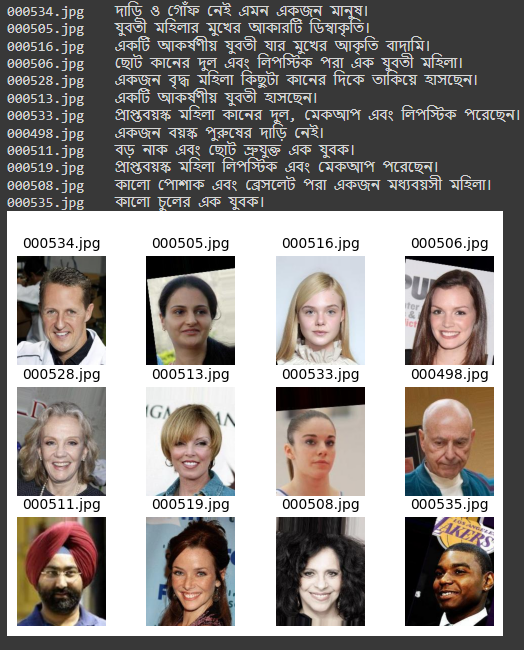 000534.jpg দাড়ি ও গোঁফ নেই এমন একজন মানুষ।
000505.jpg যুবতী মহিলার মুখের আকারটি ডিম্বাকৃতি।
000516.jpg একটি আকর্ষণীয় যুবতী যার মুখের আকৃতি বাদামি।
000506.jpg ছোট কানের দুল এবং লিপস্টিক পরা এক যুবতী মহিলা।
000528.jpg একজন বৃদ্ধ মহিলা কিছুটা কানের দিকে তাকিয়ে হাসছেন।
000513.jpg একটি আকর্ষণীয় যুবতী হাসছেন।
000533.jpg প্রাপ্তবয়স্ক মহিলা কানের দুল, মেকআপ এবং লিপস্টিক পরেছেন।
000498.jpg একজন বয়স্ক পুরুষের দাড়ি নেই।
000511.jpg বড় নাক এবং ছোট ভ্রুযুক্ত এক যুবক।
000519.jpg প্রাপ্তবয়স্ক মহিলা লিপস্টিক এবং মেকআপ পরেছেন।
000508.jpg কালো পোশাক এবং ব্রেসলেট পরা একজন মধ্যবয়সী মহিলা।
000535.jpg কালো চুলের এক যুবক।
000534.jpg 000505.jpg 000516.jpg 000506.jpg
000528.jpg 000513.jpg 000533.jpg 000498.jpg
000511.jpg 000519.jpg 000508.jpg 000535.jpg
LAKERS